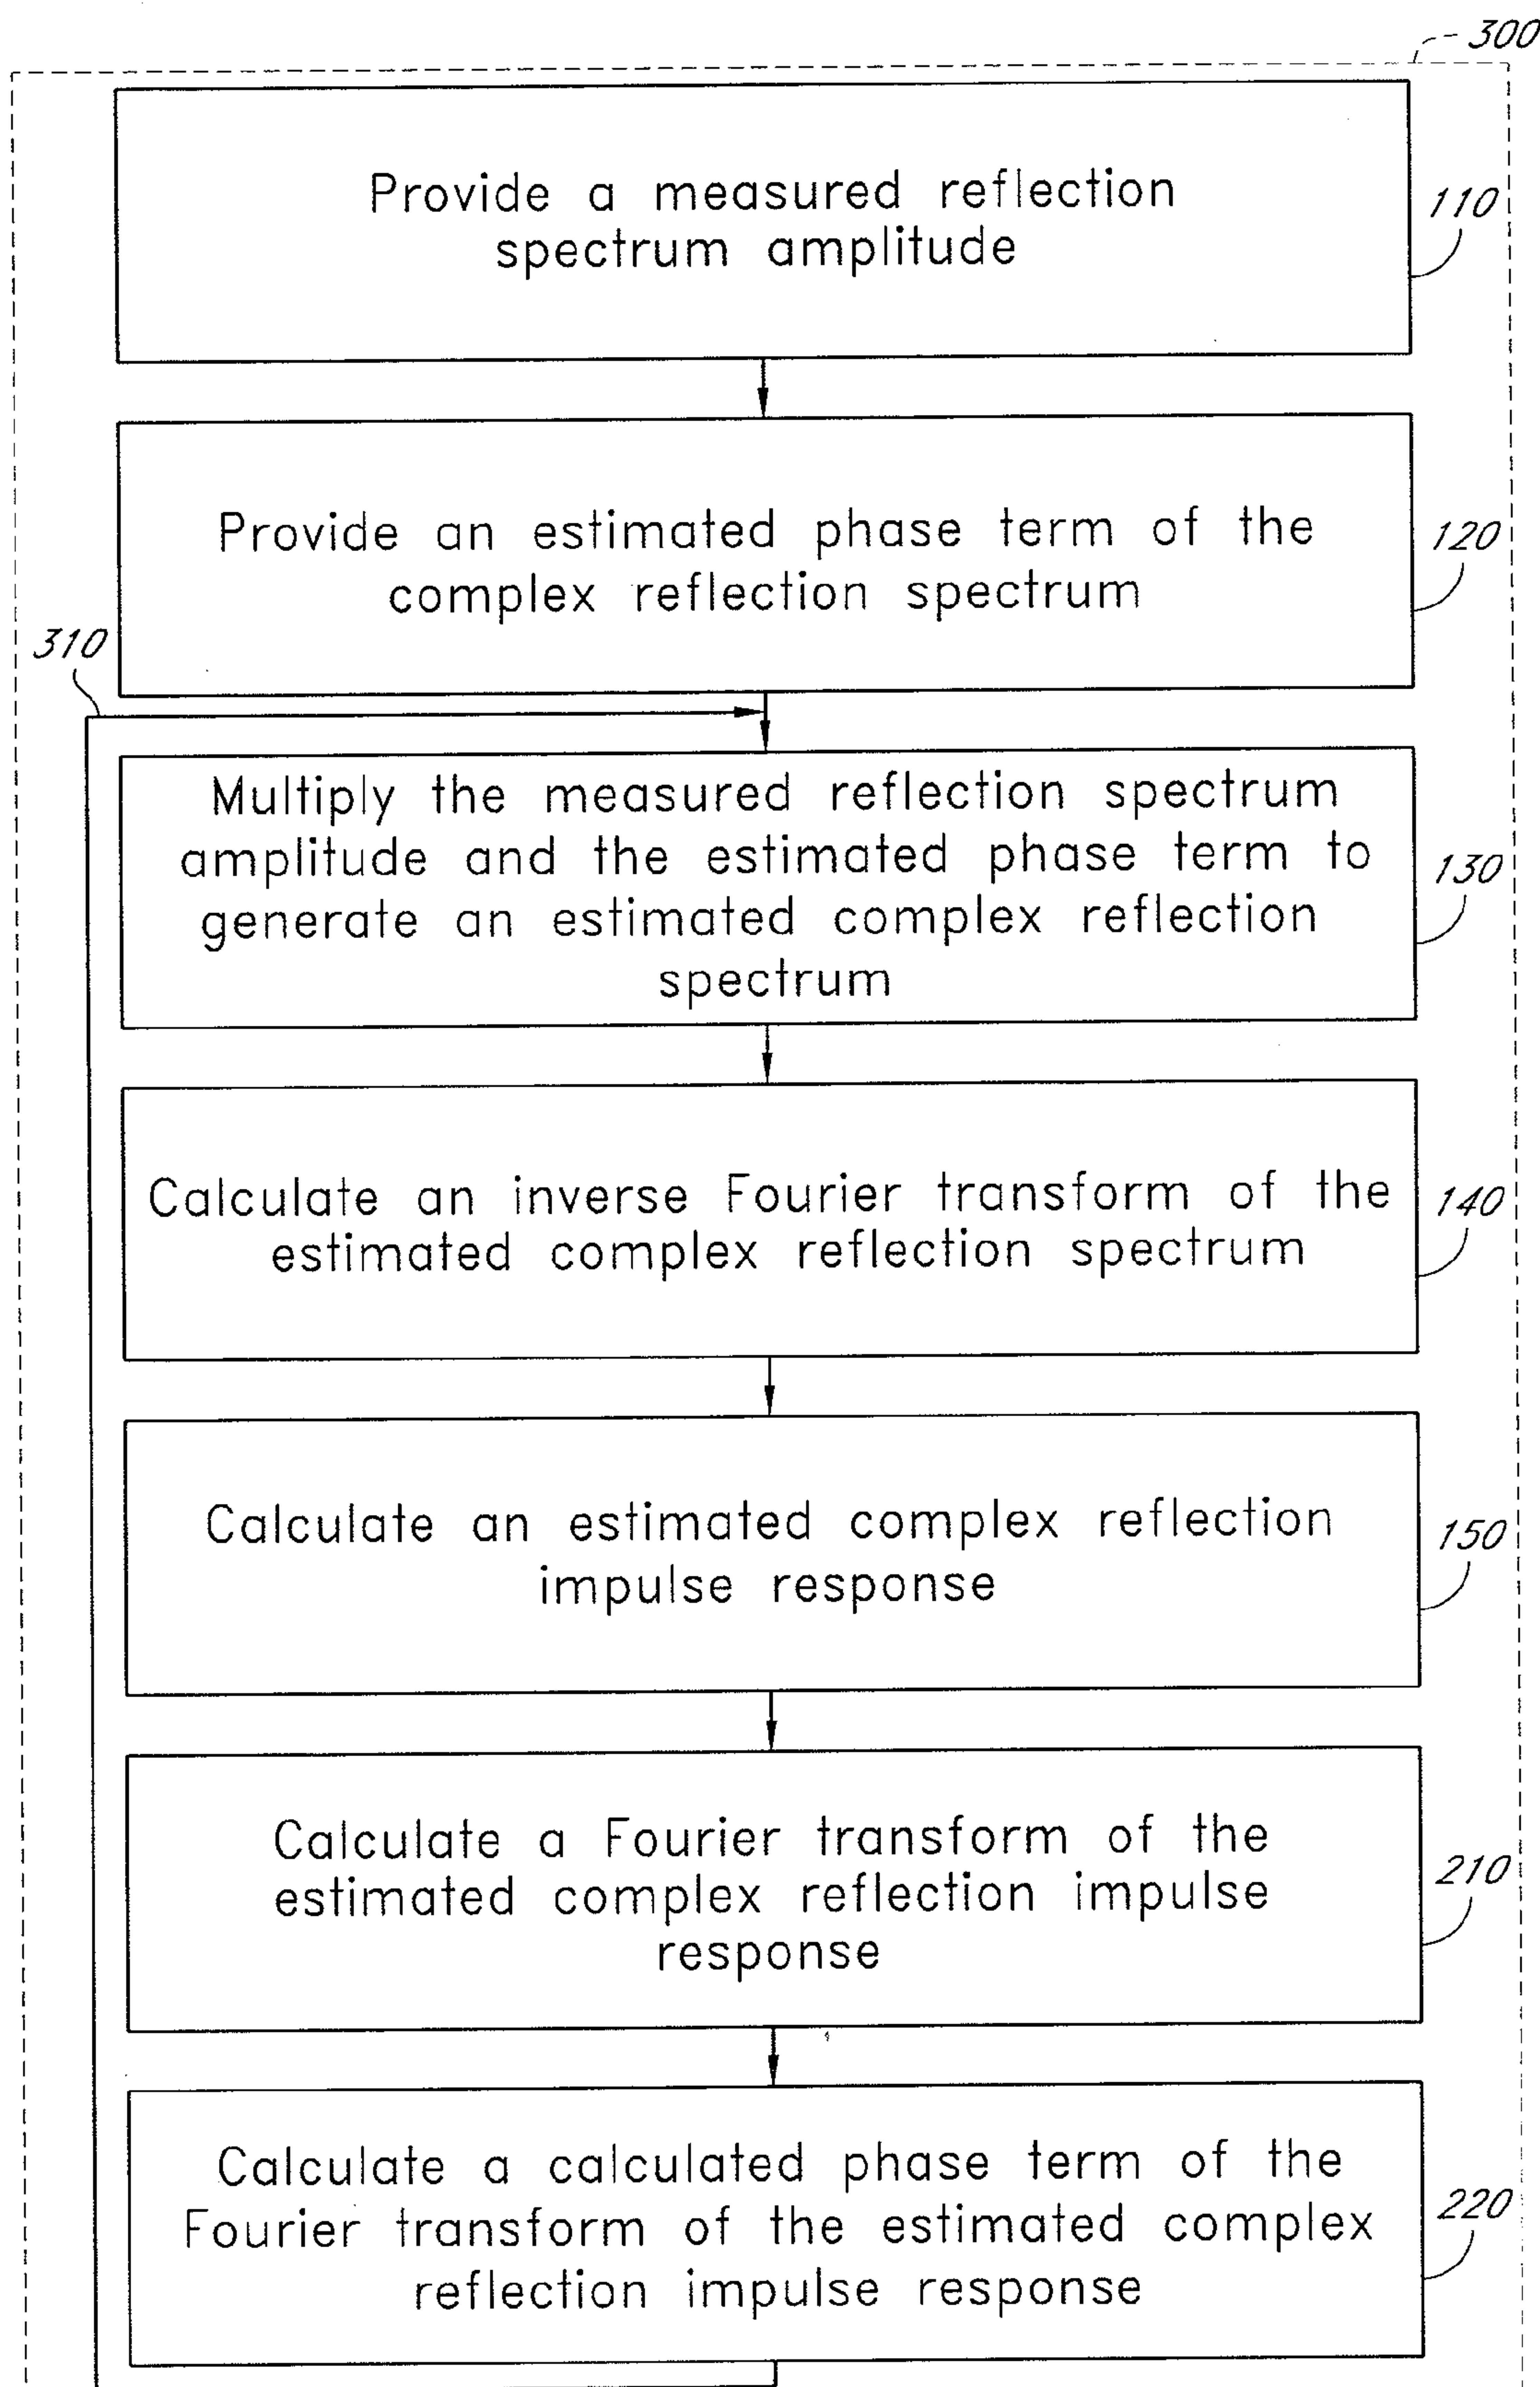 300
Provide a measured reflection
spectrum amplitude
110
Provide an estimated phase term of the
complex reflection spectrum
120
310
Multiply the measured reflection spectrum
amplitude and the estimated phase term to
generate an estimated complex reflection
spectrum
130
Calculate an inverse Fourier transform of the
estimated complex reflection spectrum
140
Calculate an estimated complex reflection
impulse response
150
Calculate a Fourier transform of the
estimated complex reflection impulse
response
210
Calculate a calculated phase term of the
Fourier transform of the estimated complex
reflection impulse response
220